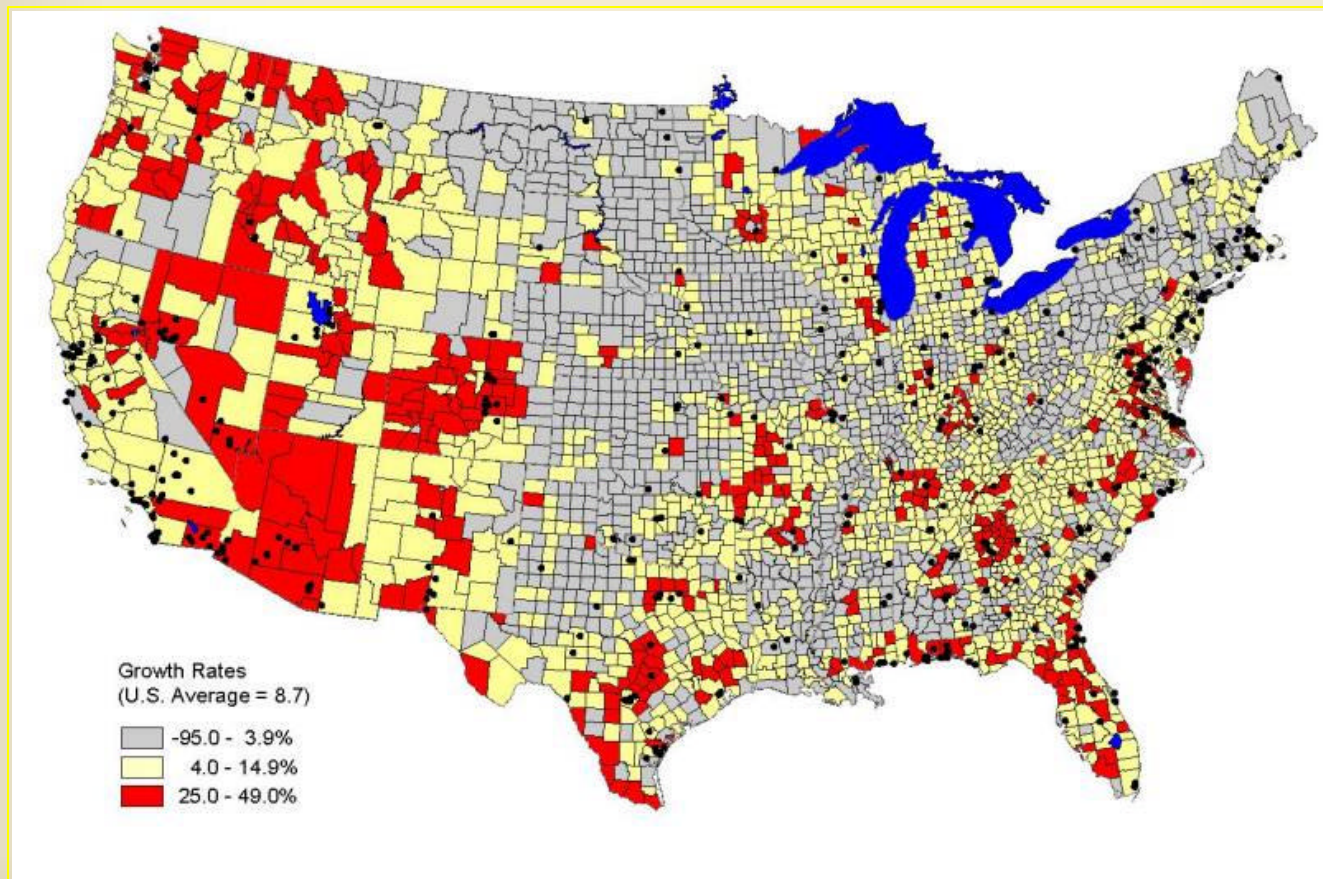 Growth Rates
(U.S. Average = 8.7)
-95.0 - 3.9%
4.0 - 14.9%
25.0 - 49.0%